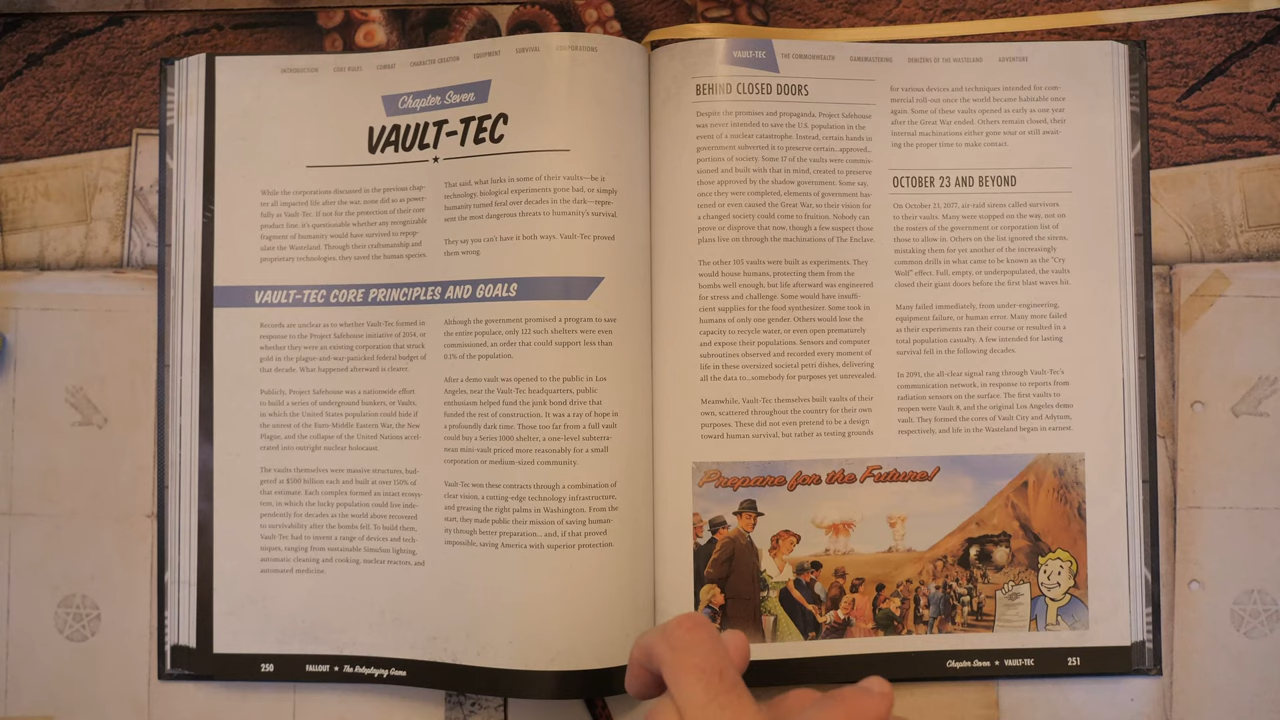 INTRODUCTION CORE RULES COMBAT CHARACTER CREATION EQUIPMENT SURVIVAL CORPORATIONS
Chapter Seven
VAULT-TEC
While the corporations discussed in the previous chap-
ter all impacted life after the war, none did so as power-
fully as Vault-Tec. If not for the protection of their core
product line, it's questionable whether any recognizable
fragment of humanity would have survived to repop-
ulate the Wasteland. Through their craftmanship and
proprietary technologies, they saved the human species.
That said, what lurks in some of their vaults—be it
technology, biological experiments gone bad, or simply
humanity turned feral over decades in the dark—repre-
sent the most dangerous threats to humanity's survival.
They say you can't have it both ways. Vault-Tec proved
them wrong.
VAULT-TEC CORE PRINCIPLES AND GOALS
Records are unclear as to whether Vault-Tec formed in
response to the Project Safehouse initiative of 2054, or
whether they were an existing corporation that struck
gold in the plague-and-war-panicked federal budget of
that decade. What happened afterward is clearer.
Publicly, Project Safehouse was a nationwide effort
to build a series of underground bunkers, or Vaults,
in which the United States population could hide if
the unrest of the Euro-Middle Eastern War, the New
Plague, and the collapse of the United Nations accel-
erated into outright nuclear holocaust.
The vaults themselves were massive structures, bud-
geted at $500 billion each and built at over 150% of
that estimate. Each complex formed an intact ecosys-
tem, in which the lucky population could live inde-
pendently for decades as the world above recovered
to survivability after the bombs fell. To build them,
Vault-Tec had to invent a range of devices and tech-
niques, ranging from sustainable SimuSun lighting,
automatic cleaning and cooking, nuclear reactors, and
automated medicine.
Although the government promised a program to save
the entire populace, only 122 such shelters were even
commissioned, an order that could support less than
0.1% of the population.
After a demo vault was opened to the public in Los
Angeles, near the Vault-Tec headquarters, public
enthusiasm helped fund the junk bond drive that
funded the rest of construction. It was a ray of hope in
a profoundly dark time. Those too far from a full vault
could buy a Series 1000 shelter, a one-level subterra-
nean mini-vault priced more reasonably for a small
corporation or medium-sized community.
Vault-Tec won these contracts through a combination of
clear vision, a cutting-edge technology infrastructure,
and greasing the right palms in Washington. From the
start, they made public their mission of saving human-
ity through better preparation... and, if that proved
impossible, saving America with superior protection.
250 FALLOUT ★ The Roleplaying Game
VAULT-TEC THE COMMONWEALTH GAMEMASTERING DENIZENS OF THE WASTELAND ADVENTURE
BEHIND CLOSED DOORS
Despite the promises and propaganda, Project Safehouse
was never intended to save the U.S. population in the
event of a nuclear catastrophe. Instead, certain hands in
government subverted it to preserve certain...approved...
portions of society. Some 17 of the vaults were commis-
sioned and built with that in mind, created to preserve
those approved by the shadow government. Some say,
once they were completed, elements of government has-
tened or even caused the Great War, so their vision for
a changed society could come to fruition. Nobody can
prove or disprove that now, though a few suspect those
plans live on through the machinations of The Enclave.
The other 105 vaults were built as experiments. They
would house humans, protecting them from the
bombs well enough, but life afterward was engineered
for stress and challenge. Some would have insuffi-
cient supplies for the food synthesizer. Some took in
humans of only one gender. Others would lose the
capacity to recycle water, or even open prematurely
and expose their populations. Sensors and computer
subroutines observed and recorded every moment of
life in these oversized societal petri dishes, delivering
all the data to...somebody for purposes yet unrevealed.
Meanwhile, Vault-Tec themselves built vaults of their
own, scattered throughout the country for their own
purposes. These did not even pretend to be a design
toward human survival, but rather as testing grounds
for various devices and techniques intended for com-
mercial roll-out once the world became habitable once
again. Some of these vaults opened as early as one year
after the Great War ended. Others remain closed, their
internal machinations either gone sour or still await-
ing the proper time to make contact.
OCTOBER 23 AND BEYOND
On October 23, 2077, air-raid sirens called survivors
to their vaults. Many were stopped on the way, not on
the rosters of the government or corporation list of
those to allow in. Others on the list ignored the sirens,
mistaking them for yet another of the increasingly
common drills in what came to be known as the "Cry
Wolf" effect. Full, empty, or underpopulated, the vaults
closed their giant doors before the first blast waves hit.
Many failed immediately, from under-engineering,
equipment failure, or human error. Many more failed
as their experiments ran their course or resulted in a
total population casualty. A few intended for lasting
survival fell in the following decades.
In 2091, the all-clear signal rang through Vault-Tec's
communication network, in response to reports from
radiation sensors on the surface. The first vaults to
reopen were Vault 8, and the original Los Angeles demo
vault. They formed the cores of Vault City and Adytum,
respectively, and life in the Wasteland began in earnest.
Prepare for the Future!
Chapter Seven ★ VAULT-TEC 251